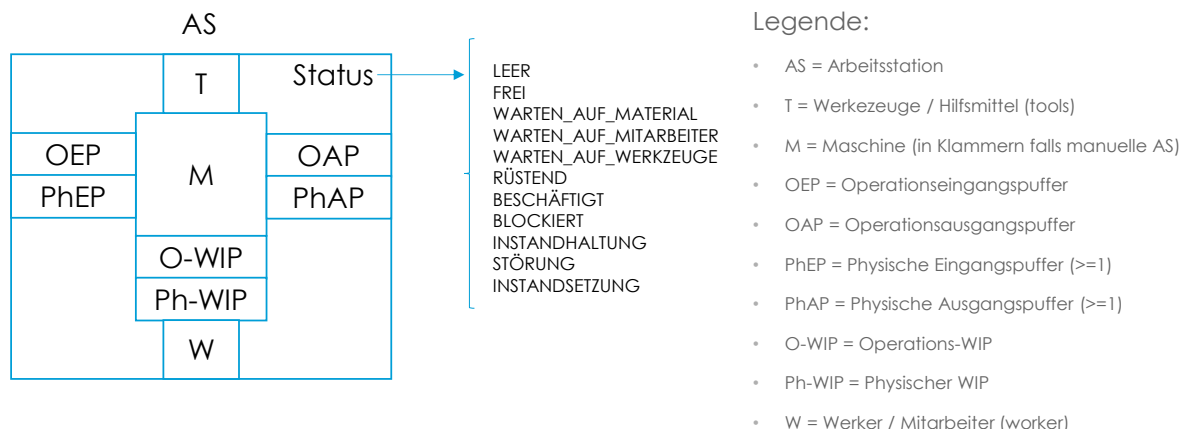 AS
T
Status
OEP
OAP
M
PhEP
PhAP
O-WIP
Ph-WIP
W
LEER
FREI
WARTEN_AUF_MATERIAL
WARTEN_AUF_MITARBEITER
WARTEN_AUF_WERKZEUGE
RÜSTEND
BESCHÄFTIGT
BLOCKIERT
INSTANDHALTUNG
STÖRUNG
INSTANDSETZUNG
Legende:
• AS = Arbeitsstation
• T = Werkezeuge / Hilfsmittel (tools)
• M = Maschine (in Klammern falls manuelle AS)
• OEP = Operationseingangspuffer
• OAP = Operationsausgangspuffer
• PhEP = Physische Eingangspuffer (>=1)
• PhAP = Physische Ausgangspuffer (>=1)
• O-WIP = Operations-WIP
• Ph-WIP = Physischer WIP
• W = Werker / Mitarbeiter (worker)